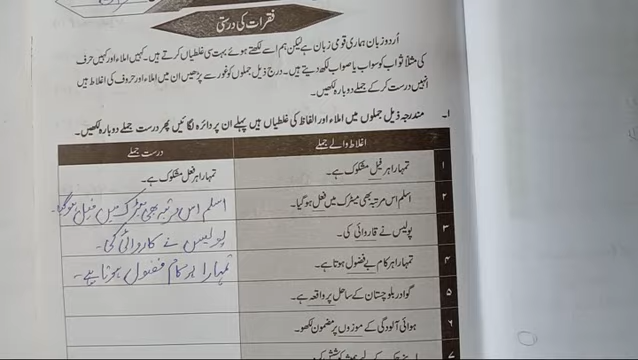 فقرات کی درستی
اُردو زبان ہماری قومی زبان ہے لیکن ہم اسے لکھتے ہوئے بہت سی غلطیاں کرتے ہیں۔ کہیں املاء اور کہیں حرف
کی مثلاً ثواب کو سواب یا صواب لکھ دیتے ہیں۔ درج ذیل جملوں کو غور سے پڑھیں ان میں املاء اور حروف کی اغلاط ہیں
انہیں درست کر کے جملے دوبارہ لکھیں۔
۱۔ مندرجہ ذیل جملوں میں املاء اور الفاظ کی غلطیاں ہیں پہلے ان پر دائرہ لگائیں پھر درست جملے دوبارہ لکھیں۔
اغلاط والے جملے درست جملے
۱ تمہارا ہر فیل مشکوک ہے۔ تمہارا ہر فعل مشکوک ہے۔
۲ اسلم اس مرتبہ بھی میٹرک میں فعل ہو گیا۔ اسلم اس مرتبہ بھی میٹرک میں فیل ہو گیا۔
۳ پولیس نے قاروائی کی۔ پولیس نے کاروائی کی۔
۴ تمہارا ہر کام بے فضول ہوتا ہے۔ تمہارا ہر کام فضول ہوتا ہے۔
۵ گوادر بلوچستان کے ساحل پر واقعہ ہے۔
۶ ہوائی آلودگی کے موزوں پر مضمون لکھو۔
۷